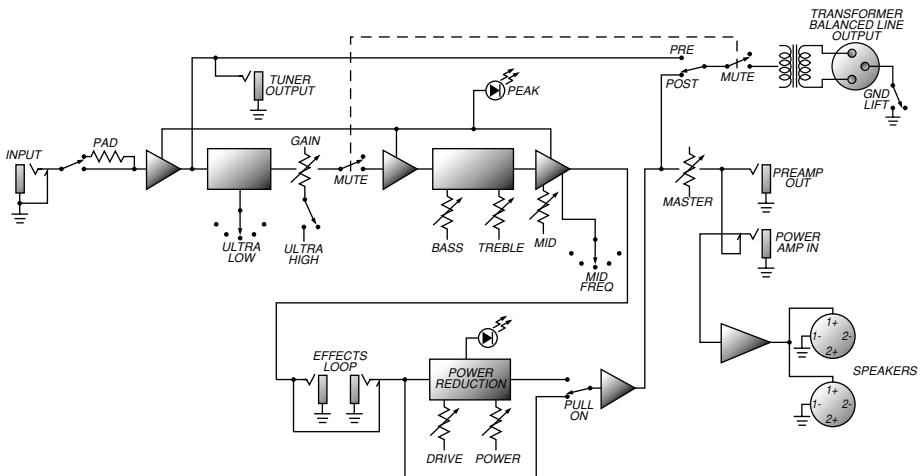 TRANSFORMER
BALANCED LINE
OUTPUT
PRE
POST
MUTE
GND
LIFT
TUNER
OUTPUT
PEAK
INPUT
PAD
GAIN
MUTE
ULTRA
LOW
ULTRA
HIGH
BASS
TREBLE
MID
MID
FREQ
MASTER
PREAMP
OUT
POWER
AMP IN
EFFECTS
LOOP
POWER
REDUCTION
DRIVE
POWER
PULL
ON
1+
1-
2-
2+
SPEAKERS
1+
1-
2-
2+